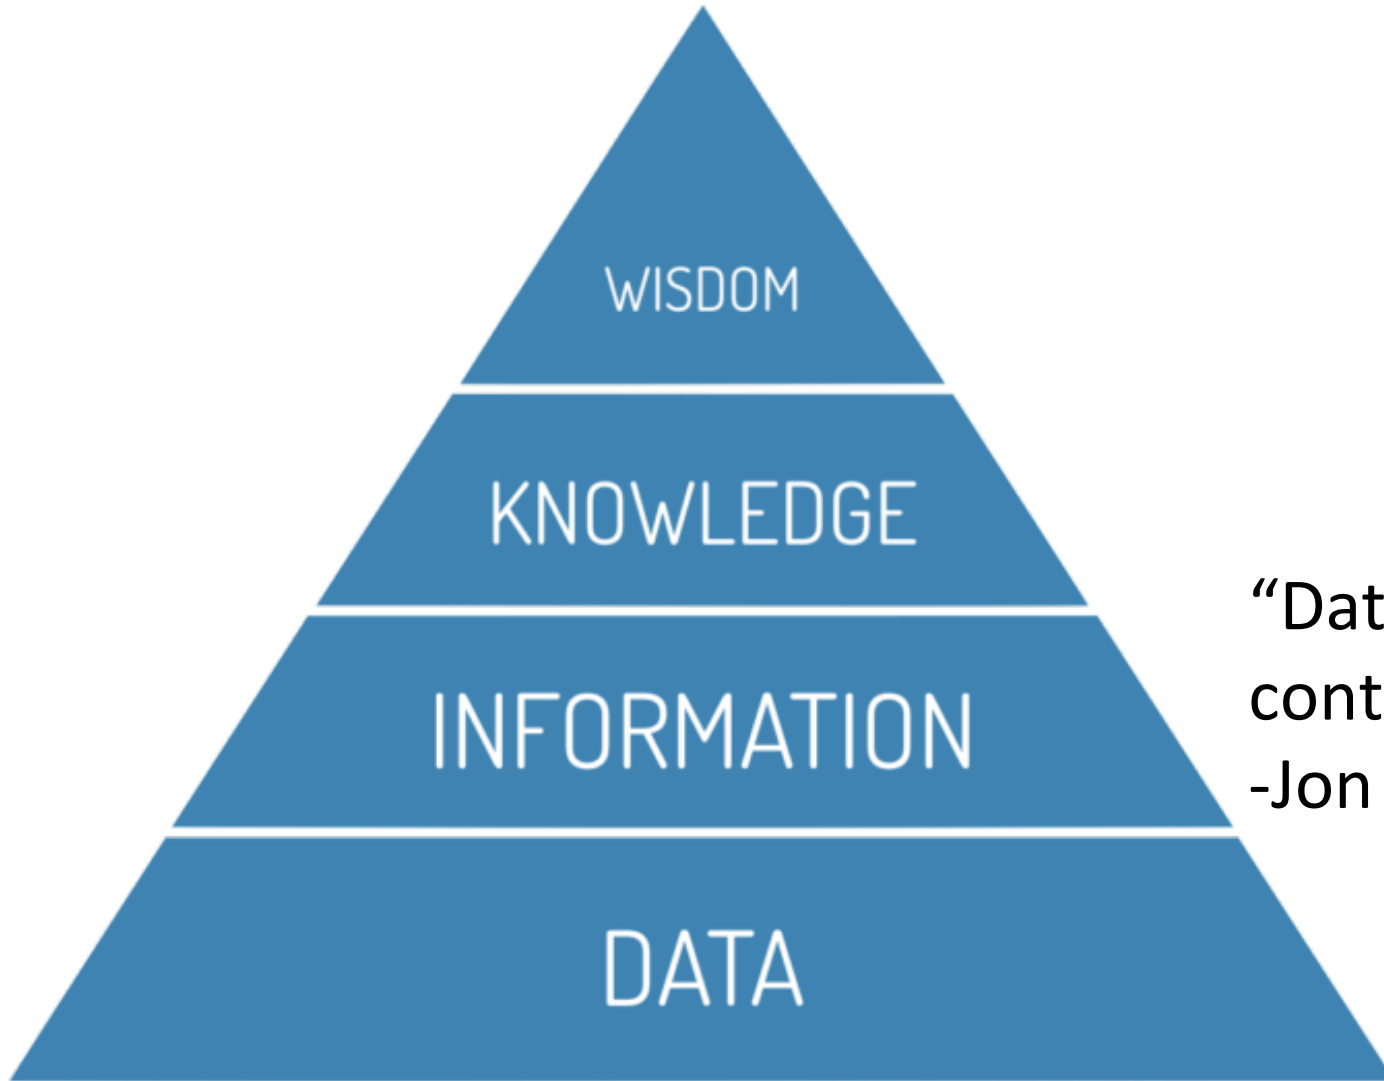 WISDOM
KNOWLEDGE
INFORMATION
DATA
“Dat
cont
-Jon